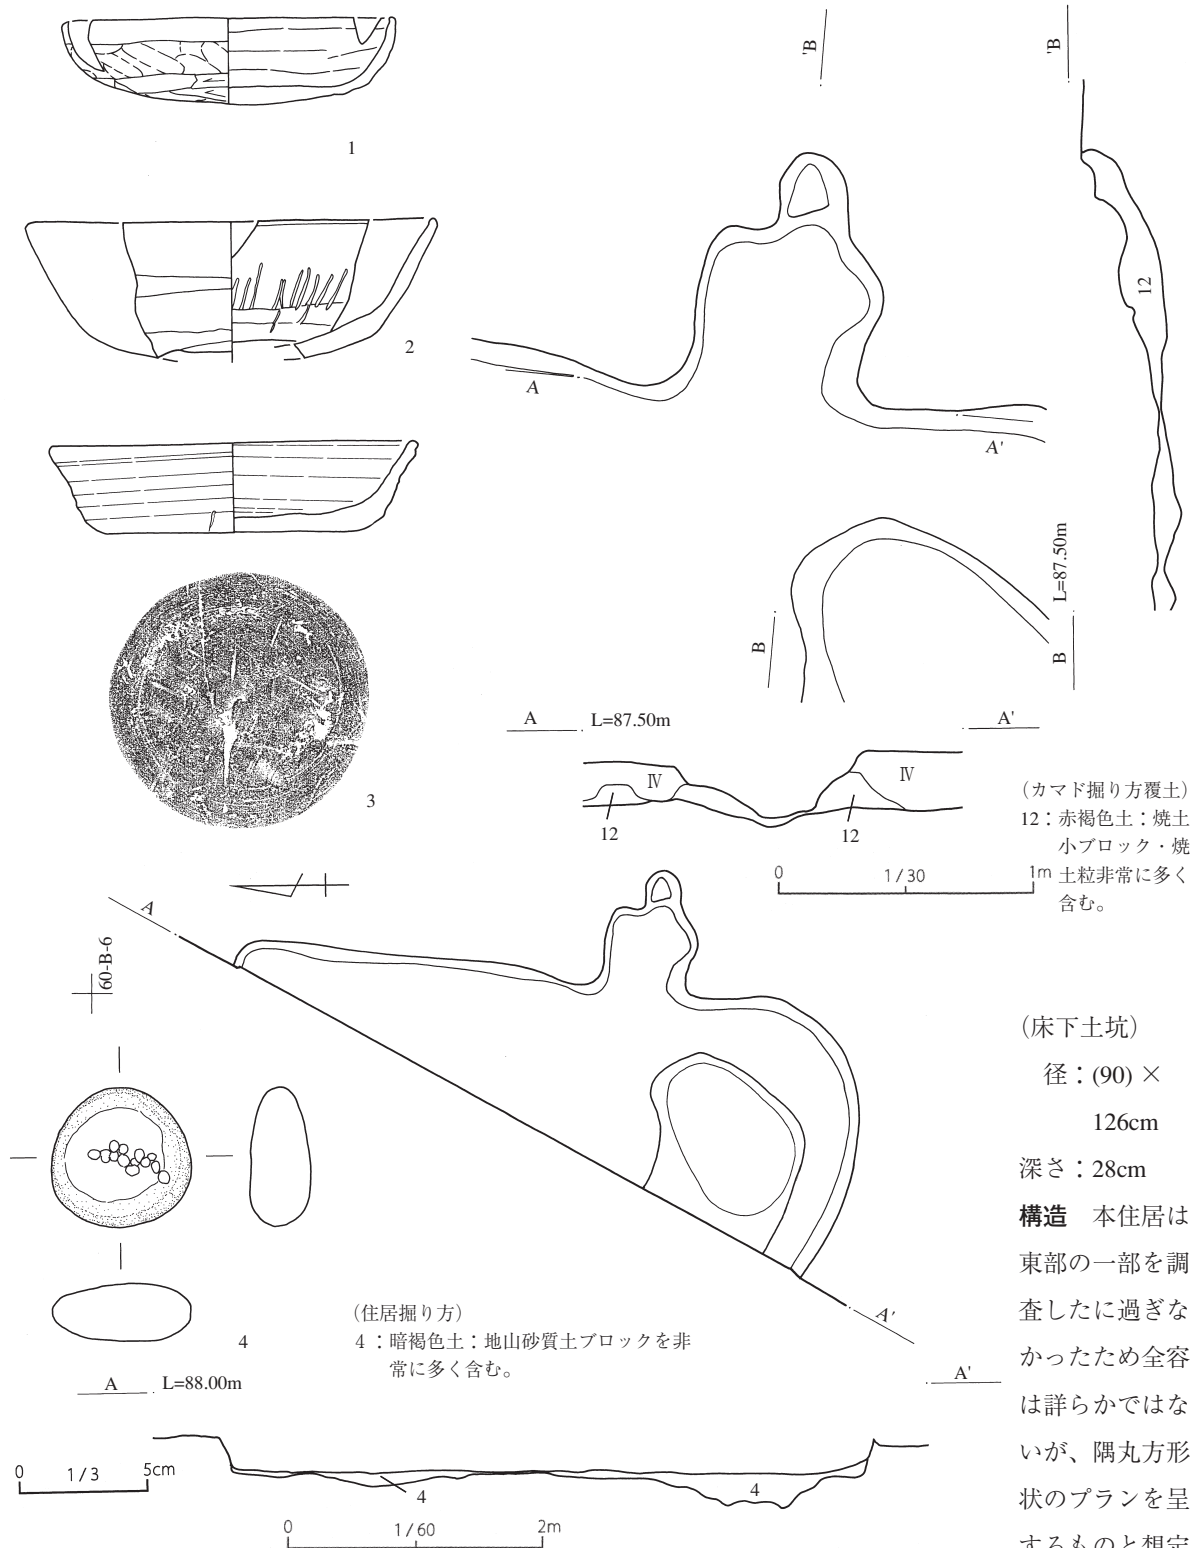 B'
B'
1
12
2
A
A'
L=87.50m
B
B
A
L=87.50m
A'
Ⅳ
Ⅳ
3
12
12
(カマド掘り方覆土)
12：赤褐色土：焼土
小ブロック・焼
土粒非常に多く
含む。
0
1/30
1m
A
60-B-6
(床下土坑)
径：(90) ×
126cm
深さ：28cm
構造　本住居は
東部の一部を調
査したに過ぎな
かったため全容
は詳らかではな
いが、隅丸方形
状のプランを呈
するものと想定
A'
(住居掘り方)
4：暗褐色土：地山砂質土ブロックを非
常に多く含む。
4
A
L=88.00m
A'
0
1/3
5cm
4
4
0
1/60
2m